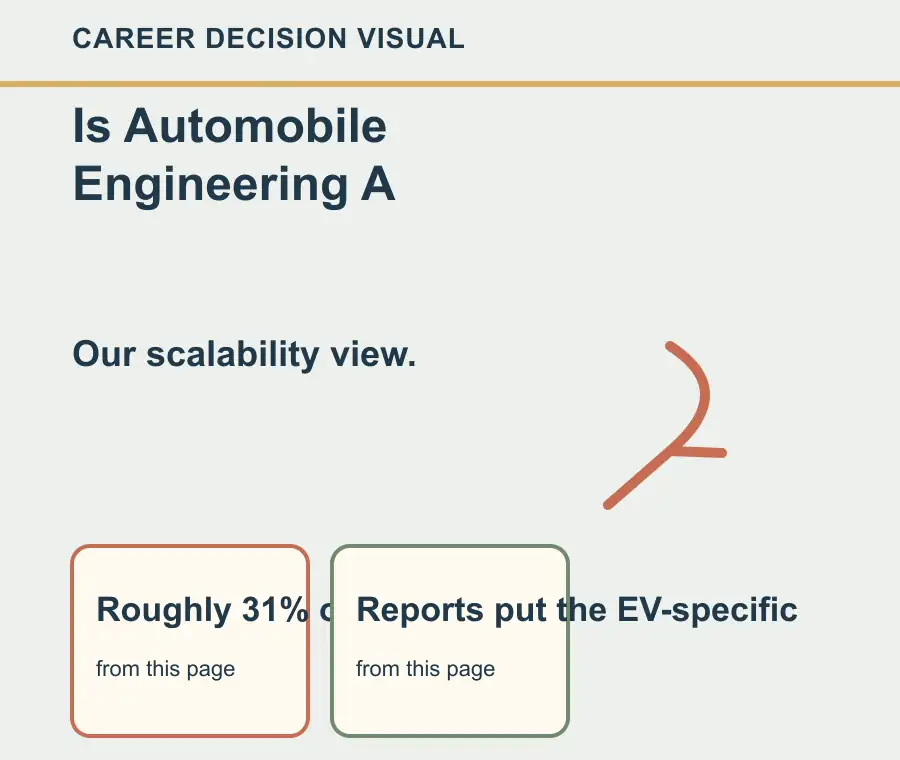 CAREER DECISION VISUAL
Is Automobile
Engineering A
Our scalability view.
Roughly 31%
Reports put the EV-specific
from this page
from this page